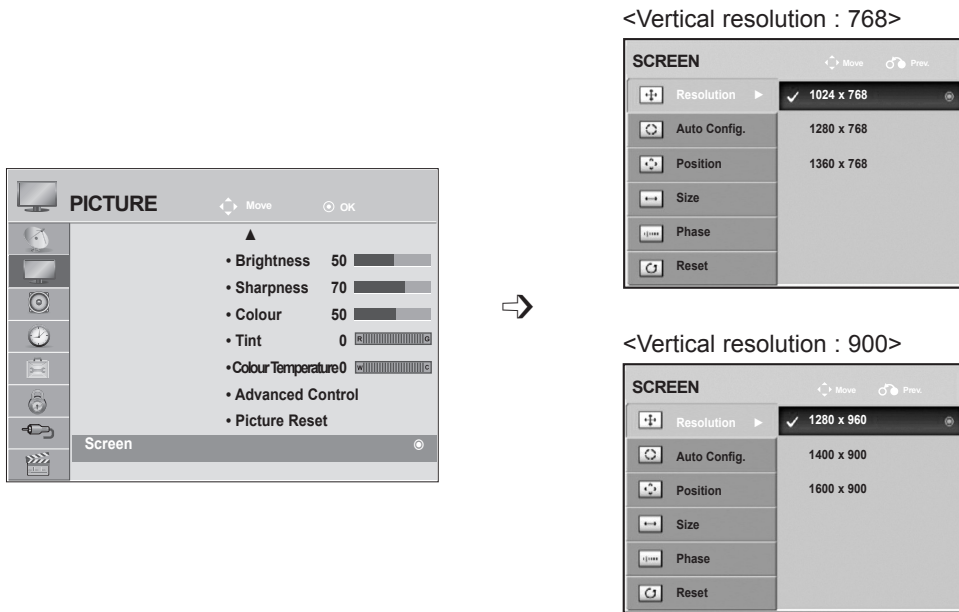 PICTURE Move OK
• Brightness 50
• Sharpness 70
• Colour 50
• Tint 0 R G
• Colour Temperature 0 W C
• Advanced Control
• Picture Reset
Screen
<Vertical resolution : 768>
SCREEN Move Prev.
Resolution 1024 x 768
Auto Config. 1280 x 768
Position 1360 x 768
Size
Phase
Reset
<Vertical resolution : 900>
SCREEN Move Prev.
Resolution 1280 x 960
Auto Config. 1400 x 900
Position 1600 x 900
Size
Phase
Reset